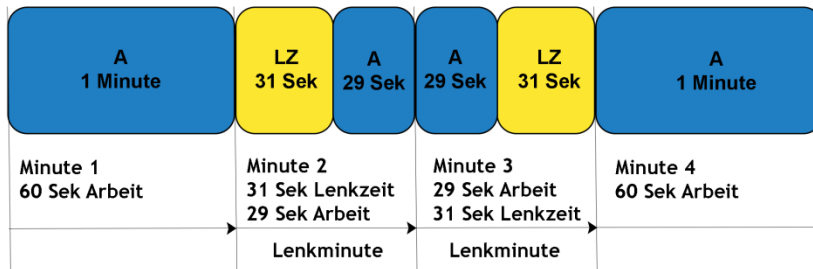 A
1 Minute
LZ
31 Sek
A
29 Sek
A
29 Sek
LZ
31 Sek
A
1 Minute
Minute 1
60 Sek Arbeit
Minute 2
31 Sek Lenkzeit
29 Sek Arbeit
Minute 3
29 Sek Arbeit
31 Sek Lenkzeit
Minute 4
60 Sek Arbeit
Lenkminute
Lenkminute